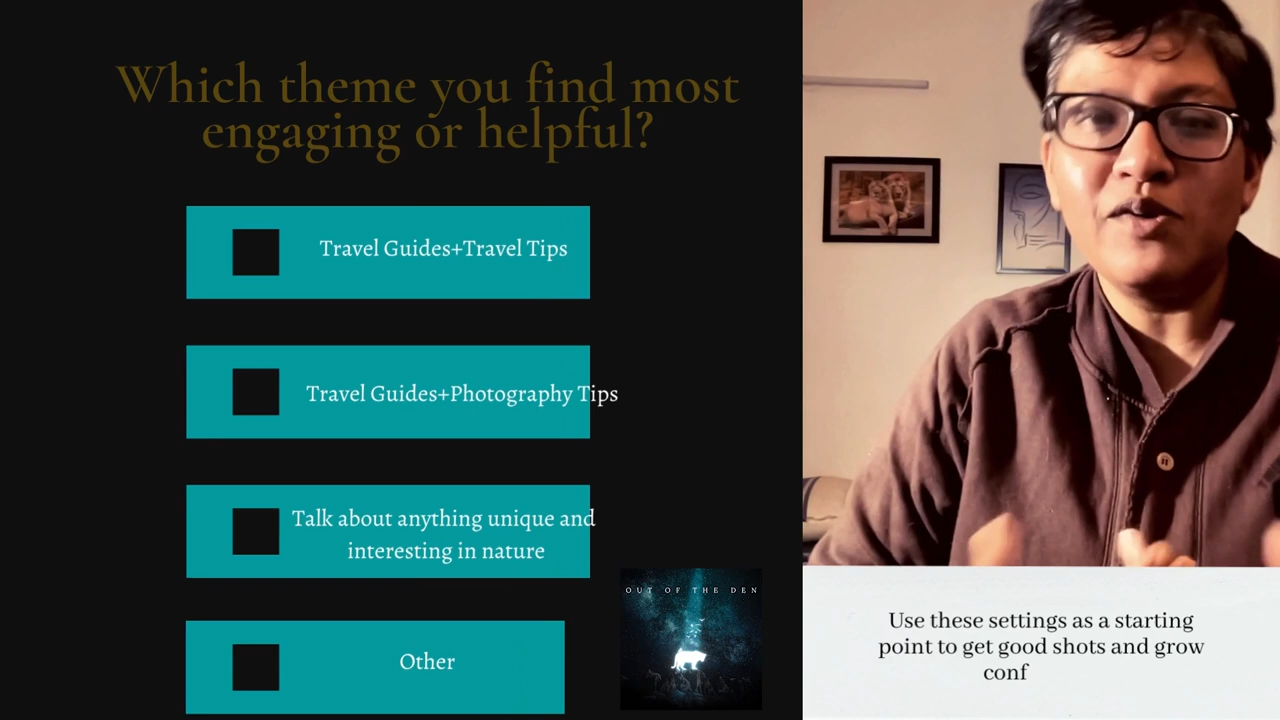 Which theme you find most
engaging or helpful?
Travel Guides+Travel Tips
Travel Guides+Photography Tips
Talk about anything unique and
interesting in nature
Other
OUT OF THE DEN
Use these settings as a starting
point to get good shots and grow
conf